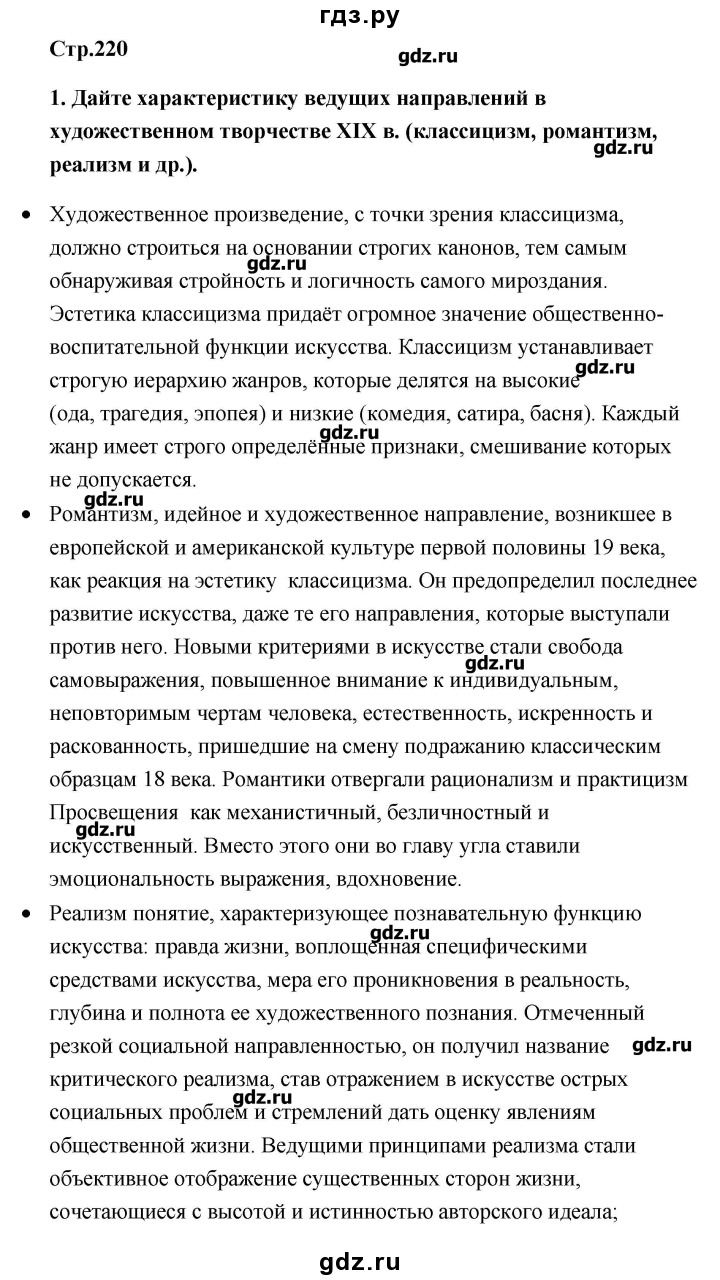 гдз.ру
Стр.220
gdz.ru
1. Дайте характеристику ведущих направлений в
художественном творчестве XIX в. (классицизм, романтизм,
gdz.ru
реализм и др.).
• Художественное произведение, с точки зрения классицизма,
должно строиться на основании строгих канонов, тем самым
gdz.ru
обнаруживая стройность и логичность самого мироздания.
Эстетика классицизма придаёт огромное значение общественно-
воспитательной функции искусства. Классицизм устанавливает
gdz.ru
строгую иерархию жанров, которые делятся на высокие
(ода, трагедия, эпопея) и низкие (комедия, сатира, басня). Каждый
gdz.ru
жанр имеет строго определённые признаки, смешивание которых
не допускается.
gdz.ru
• Романтизм, идейное и художественное направление, возникшее в
европейской и американской культуре первой половины 19 века,
как реакция на эстетику классицизма. Он предопределил последнее
развитие искусства, даже те его направления, которые выступали
против него. Новыми критериями в искусстве стали свобода
gdz.ru
самовыражения, повышенное внимание к индивидуальным,
неповторимым чертам человека, естественность, искренность и
раскованность, пришедшие на смену подражанию классическим
образцам 18 века. Романтики отвергали рационализм и практицизм
Просвещения как механистичный, безличностный и
gdz.ru
искусственный. Вместо этого они во главу угла ставили
эмоциональность выражения, вдохновение.
• Реализм понятие, характеризующее познавательную функцию
gdz.ru
искусства: правда жизни, воплощенная специфическими
средствами искусства, мера его проникновения в реальность,
глубина и полнота ее художественного познания. Отмеченный
резкой социальной направленностью, он получил название
gdz.ru
критического реализма, став отражением в искусстве острых
gdz.ru
социальных проблем и стремлений дать оценку явлениям
общественной жизни. Ведущими принципами реализма стали
объективное отображение существенных сторон жизни,
сочетающиеся с высотой и истинностью авторского идеала;
gdz.ru